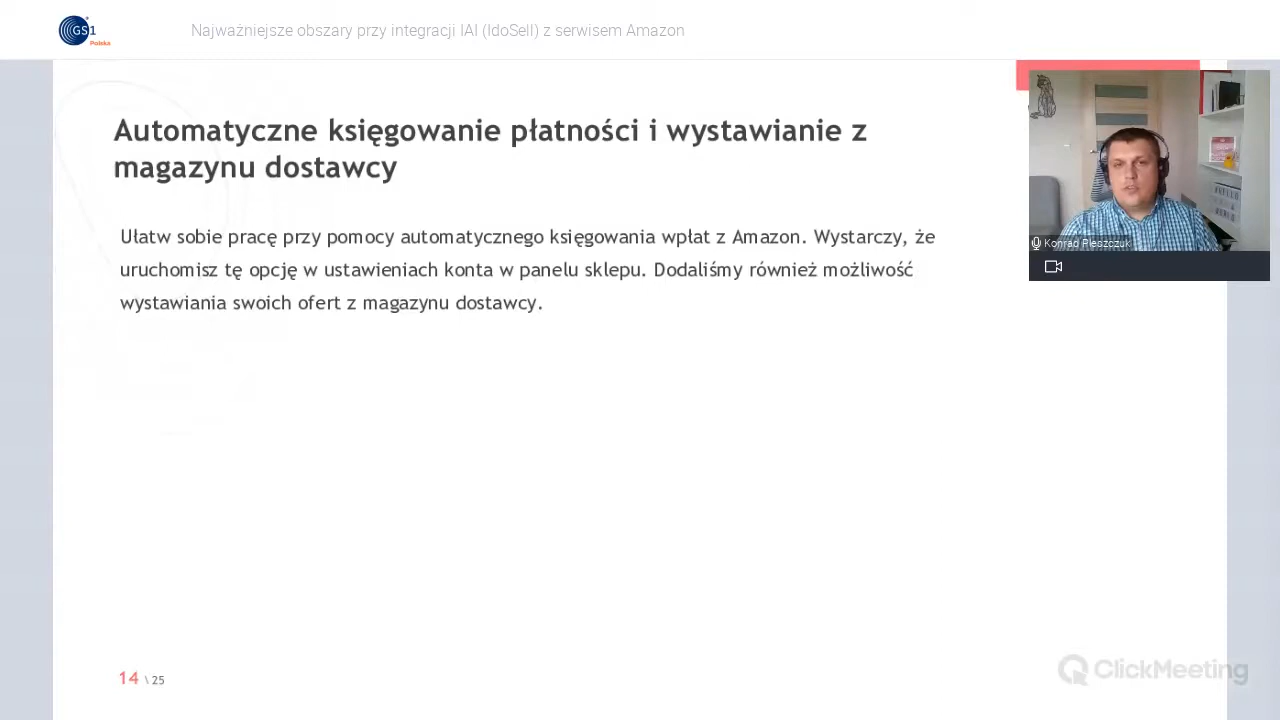 GS1
Polska
Najważniejsze obszary przy integracji IAI (IdoSell) z serwisem Amazon
Automatyczne księgowanie płatności i wystawianie z
magazynu dostawcy
Ułatw sobie pracę przy pomocy automatycznego księgowania wpłat z Amazon. Wystarczy, że
uruchomisz tę opcję w ustawieniach konta w panelu sklepu. Dodaliśmy również możliwość
wystawiania swoich ofert z magazynu dostawcy.
Konrad Pleszczuk
14 \ 25
ClickMeeting